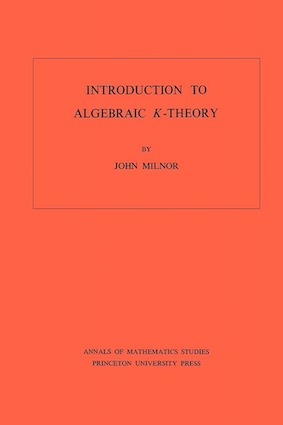 INTRODUCTION TO
ALGEBRAIC K-THEORY
BY
JOHN MILNOR
ANNALS OF MATHEMATICS STUDIES
PRINCETON UNIVERSITY PRESS